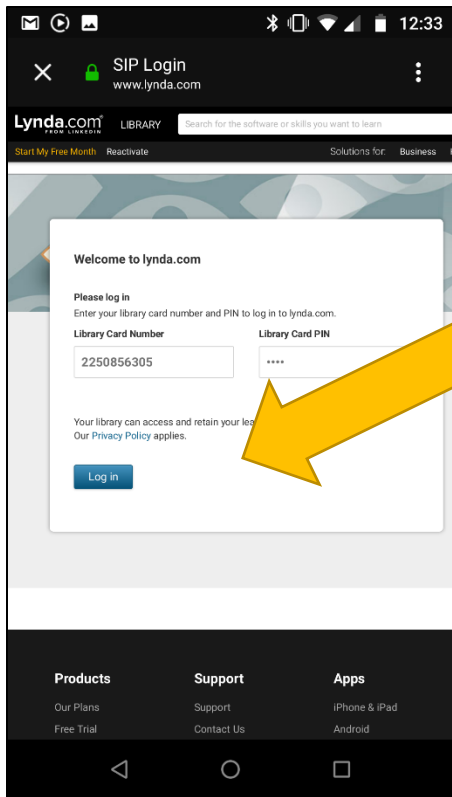 12:33
SIP Login
www.lynda.com
Lynda.com LIBRARY Search for the software or skills you want to learn
FROM LINKEDIN
Start My Free Month Reactivate Solutions for: Business
Welcome to lynda.com
Please log in
Enter your library card number and PIN to log in to lynda.com.
Library Card Number Library Card PIN
2250856305 ••••
Your library can access and retain your
Our Privacy Policy applies.
Log in
Products Support Apps
Our Plans Support iPhone & iPad
Free Trial Contact Us Android